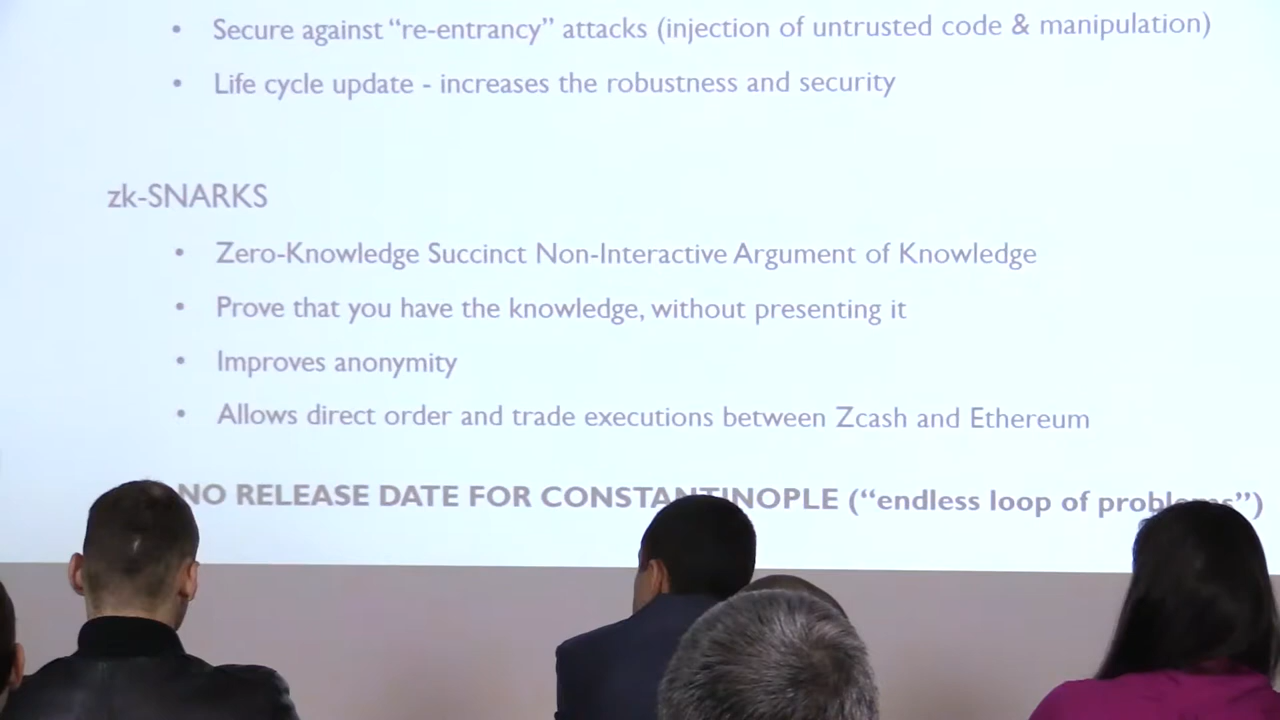 • Secure against “re-entrancy” attacks (injection of untrusted code & manipulation)
• Life cycle update - increases the robustness and security
zk-SNARKS
• Zero-Knowledge Succinct Non-Interactive Argument of Knowledge
• Prove that you have the knowledge, without presenting it
• Improves anonymity
• Allows direct order and trade executions between Zcash and Ethereum
NO RELEASE DATE FOR CONSTANTINOPLE (“endless loop of problems”)